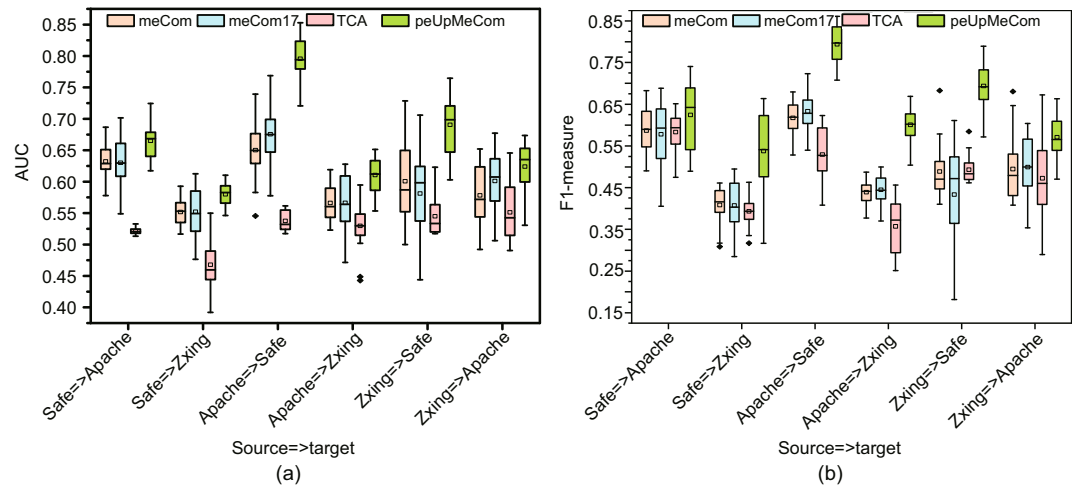 meCom meCom17 TCA peUpMeCom
AUC
0.85
0.80
0.75
0.70
0.65
0.60
0.55
0.50
0.45
0.40
Safe=>Apache
Safe=>Zxing
Apache=>Safe
Apache=>Zxing
Zxing=>Safe
Zxing=>Apache
Source=>target
(a)
meCom meCom17 TCA peUpMeCom
F1-measure
0.85
0.75
0.65
0.55
0.45
0.35
0.25
0.15
Safe=>Apache
Safe=>Zxing
Apache=>Safe
Apache=>Zxing
Zxing=>Safe
Zxing=>Apache
Source=>target
(b)